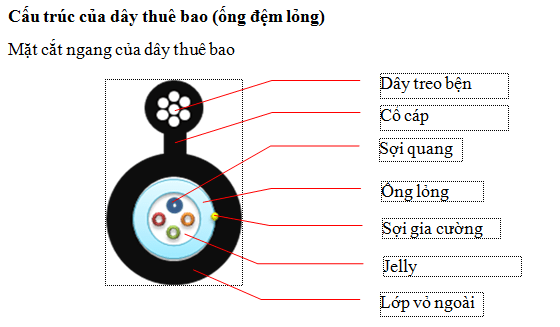 Cấu trúc của dây thuê bao (ống đệm lỏng)
Mặt cắt ngang của dây thuê bao
Dây treo bện
Cổ cáp
Sợi quang
Ống lỏng
Sợi gia cường
Jelly
Lớp vỏ ngoài